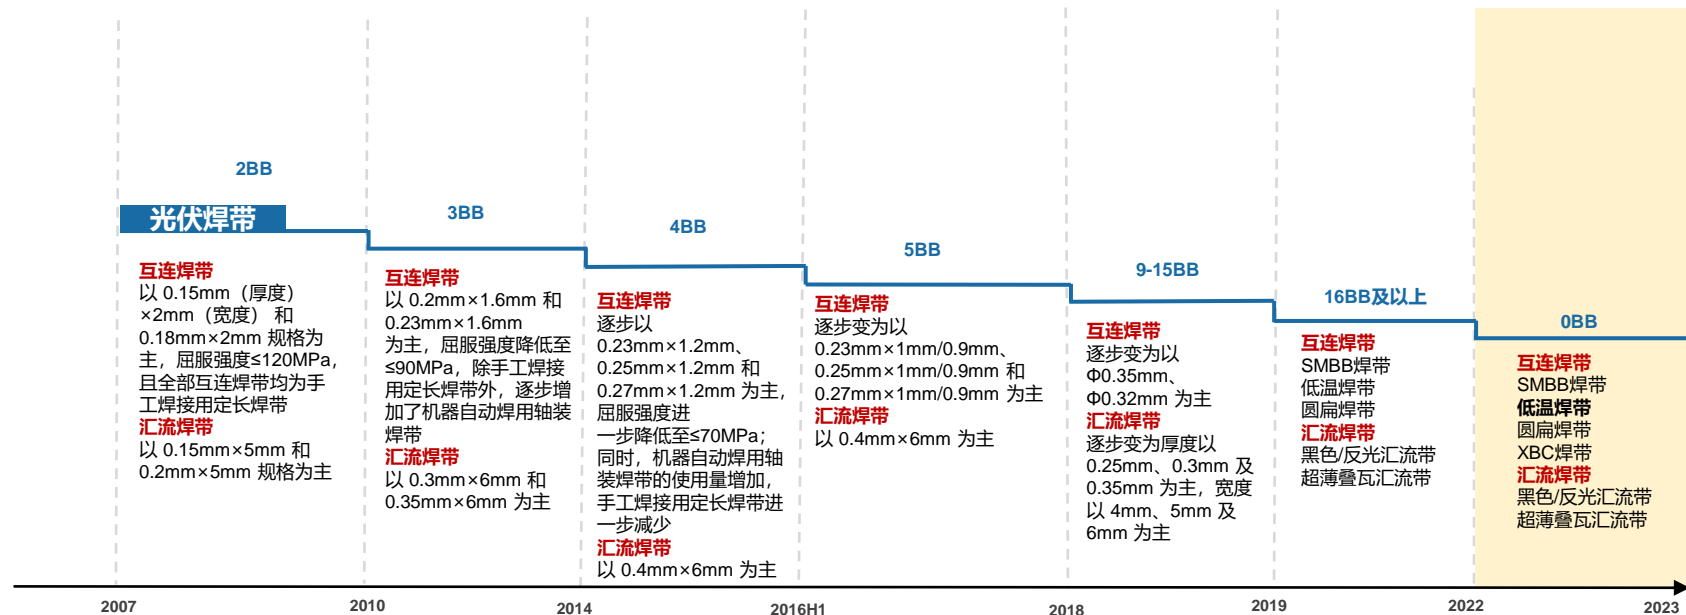 2BB
光伏焊带
互连焊带
以 0.15mm（厚度）
×2mm（宽度） 和
0.18mm×2mm 规格为
主，屈服强度≤120MPa，
且全部互连焊带均为手
工焊接用定长焊带
汇流焊带
以 0.15mm×5mm 和
0.2mm×5mm 规格为主
3BB
互连焊带
以 0.2mm×1.6mm 和
0.23mm×1.6mm
为主，屈服强度降低至
≤90MPa，除手工焊接
用定长焊带外，逐步增
加了机器自动焊用轴装
焊带
汇流焊带
以 0.3mm×6mm 和
0.35mm×6mm 为主
4BB
互连焊带
逐步以
0.23mm×1.2mm、
0.25mm×1.2mm 和
0.27mm×1.2mm 为主，
屈服强度进
一步降低至≤70MPa；
同时，机器自动焊用轴
装焊带的使用量增加，
手工焊接用定长焊带进
一步减少
汇流焊带
以 0.4mm×6mm 为主
5BB
互连焊带
逐步变为以
0.23mm×1mm/0.9mm、
0.25mm×1mm/0.9mm 和
0.27mm×1mm/0.9mm 为主
汇流焊带
以 0.4mm×6mm 为主
9-15BB
互连焊带
逐步变为以
Φ0.35mm、
Φ0.32mm 为主
汇流焊带
逐步变为厚度以
0.25mm、0.3mm 及
0.35mm 为主，宽度
以 4mm、5mm 及
6mm 为主
16BB及以上
互连焊带
SMBB焊带
低温焊带
圆扁焊带
汇流焊带
黑色/反光汇流带
超薄叠瓦汇流带
0BB
互连焊带
SMBB焊带
低温焊带
圆扁焊带
XBC焊带
汇流焊带
黑色/反光汇流带
超薄叠瓦汇流带
2007
2010
2014
2016H1
2018
2019
2022
2023